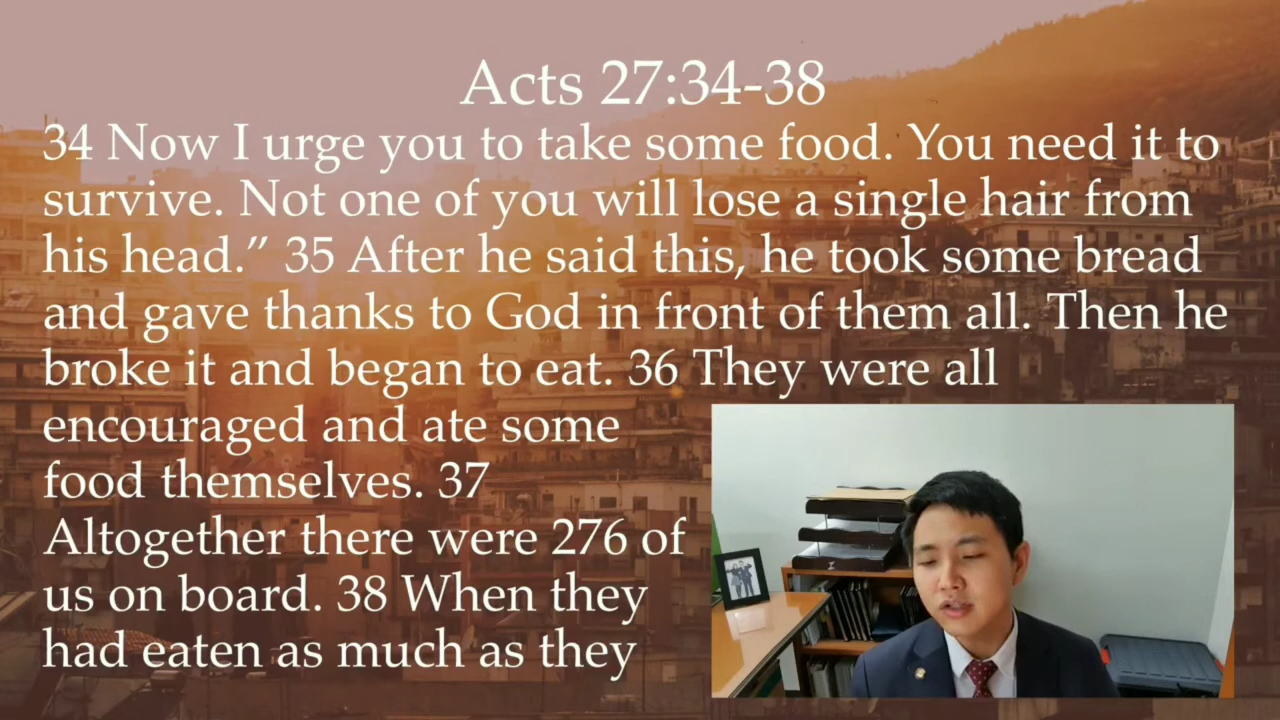 Acts 27:34-38
34 Now I urge you to take some food. You need it to
survive. Not one of you will lose a single hair from
his head.” 35 After he said this, he took some bread
and gave thanks to God in front of them all. Then he
broke it and began to eat. 36 They were all
encouraged and ate some
food themselves. 37
Altogether there were 276 of
us on board. 38 When they
had eaten as much as they